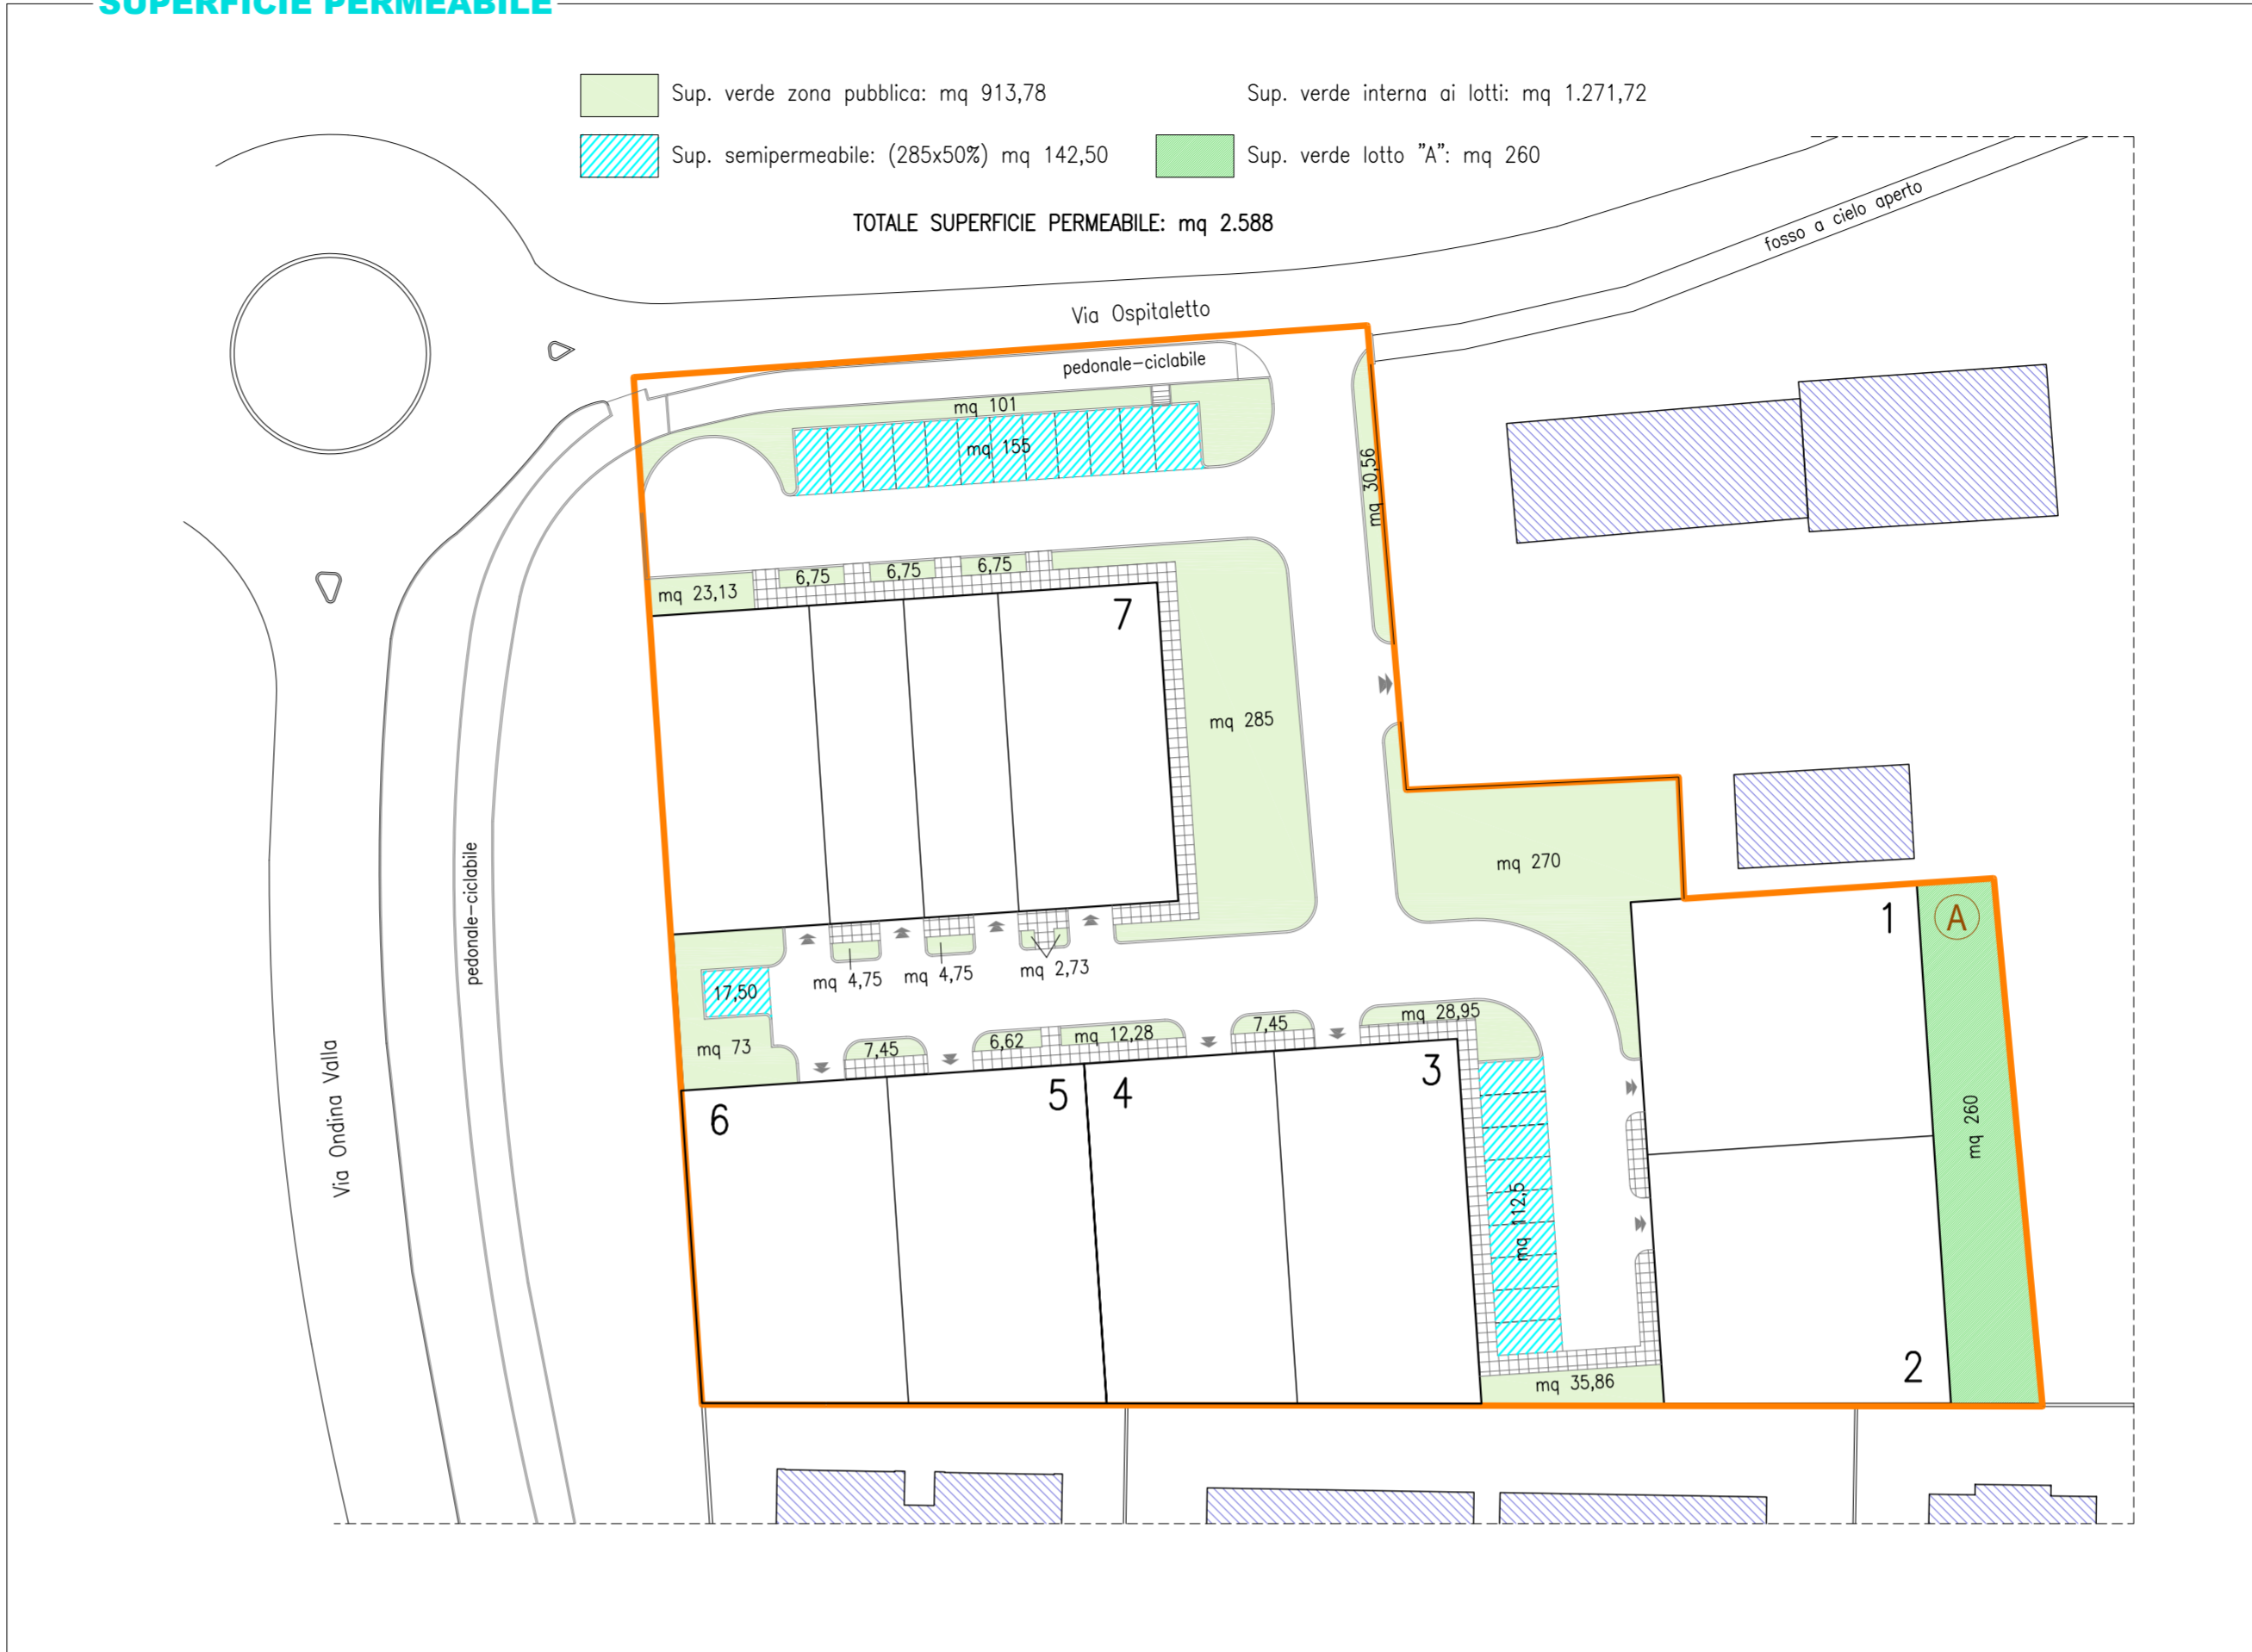 SUPERFICIE PERMEABILE
Sup. verde zona pubblica: mq 913,78
Sup. verde interna ai lotti: mq 1.271,72
Sup. semipermeabile: (285x50%) mq 142,50
Sup. verde lotto "A": mq 260
TOTALE SUPERFICIE PERMEABILE: mq 2.588
fosso a cielo aperto
Via Ospitaletto
pedonale-ciclabile
mq 101
mq 155
mq 30,56
mq 23,13
6,75
6,75
6,75
7
mq 285
mq 270
pedonale-ciclabile
1
A
mq 4,75
mq 4,75
mq 2,73
17,50
mq 73
7,45
6,62
mq 12,28
7,45
mq 28,95
Via Ondina Valla
6
5
4
3
mq 112,5
mq 260
2
mq 35,86